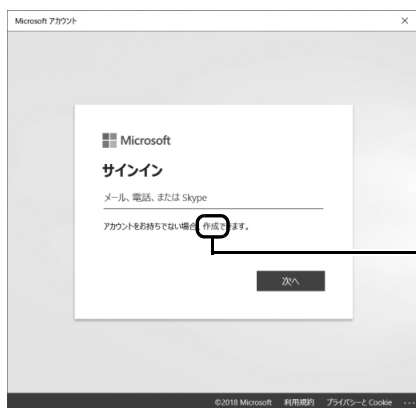 Microsoft アカウント
Microsoft
サインイン
メール、電話、または Skype
アカウントをお持ちでない場合、作成できます。
次へ
©2018 Microsoft 利用規約 プライバシーと Cookie ...